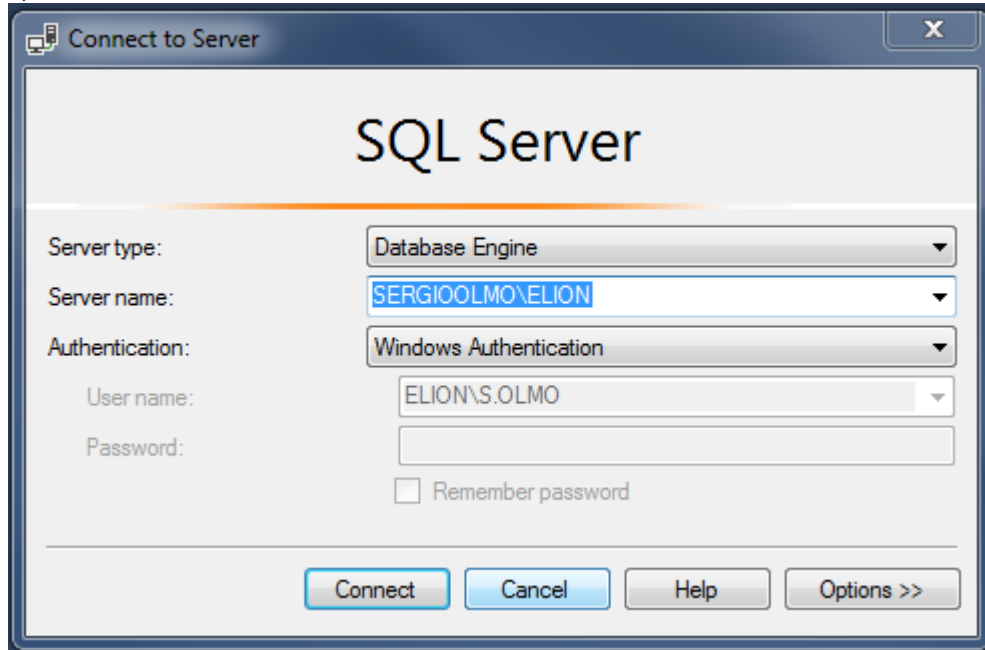 Connect to Server
X
SQL Server
Server type: Database Engine
Server name: SERGIOOLMO\ELION
Authentication: Windows Authentication
User name: ELION\S.OLMO
Password:
Remember password
Connect Cancel Help Options >>